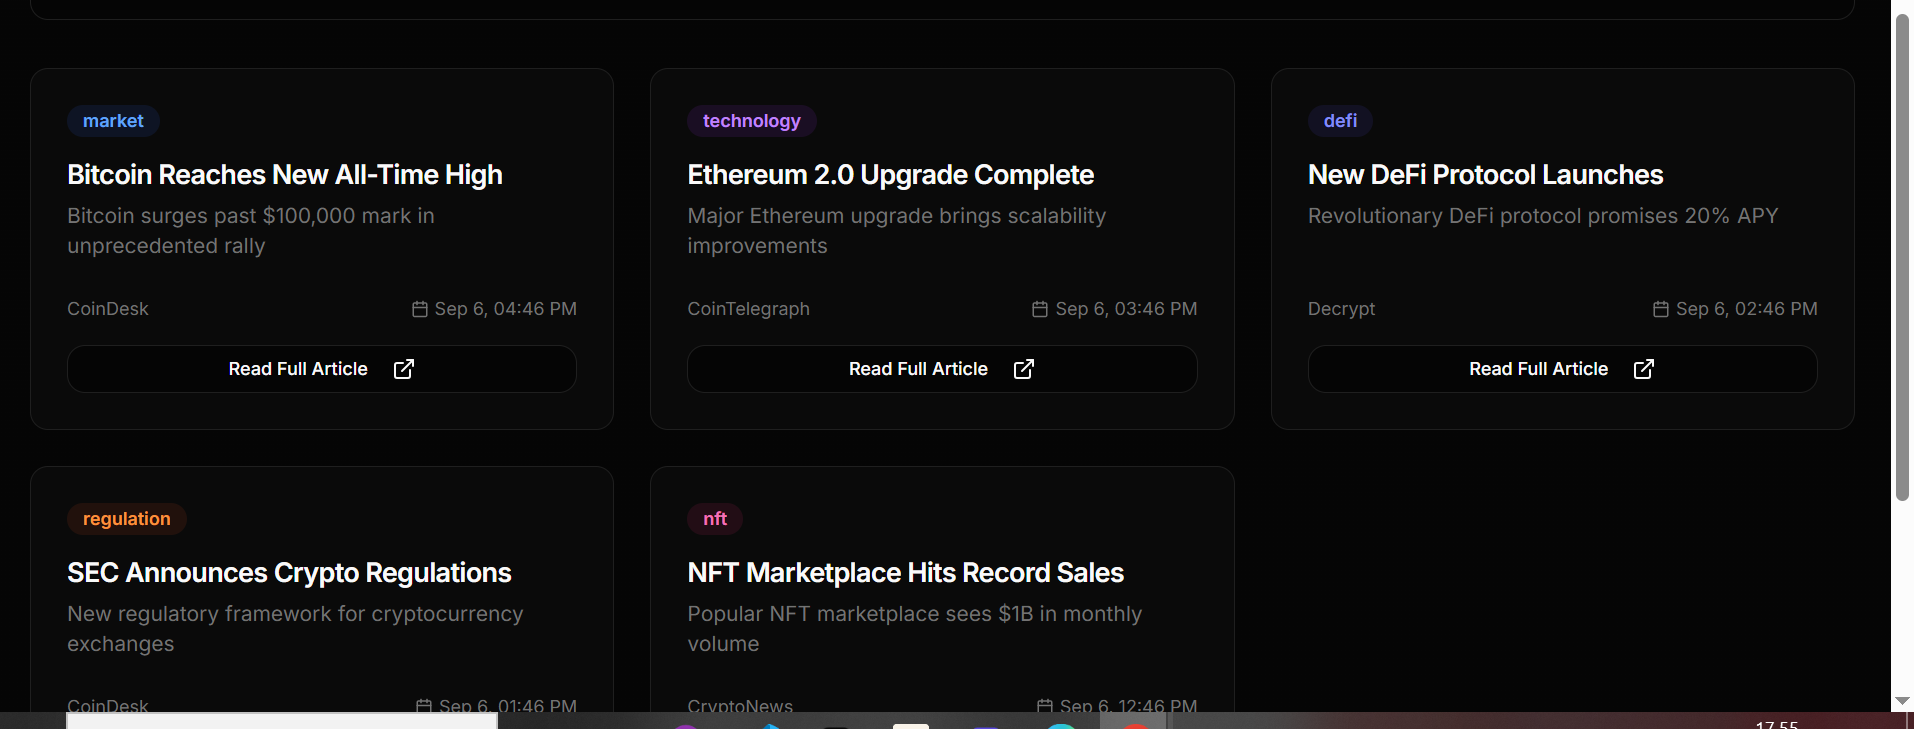 market
Bitcoin Reaches New All-Time High
Bitcoin surges past $100,000 mark in
unprecedented rally
CoinDesk
Sep 6, 04:46 PM
Read Full Article
technology
Ethereum 2.0 Upgrade Complete
Major Ethereum upgrade brings scalability
improvements
CoinTelegraph
Sep 6, 03:46 PM
Read Full Article
defi
New DeFi Protocol Launches
Revolutionary DeFi protocol promises 20% APY
Decrypt
Sep 6, 02:46 PM
Read Full Article
regulation
SEC Announces Crypto Regulations
New regulatory framework for cryptocurrency
exchanges
CoinDesk
Sep 6, 01:46 PM
nft
NFT Marketplace Hits Record Sales
Popular NFT marketplace sees $1B in monthly
volume
CryptoNews
Sep 6, 12:46 PM
17.55